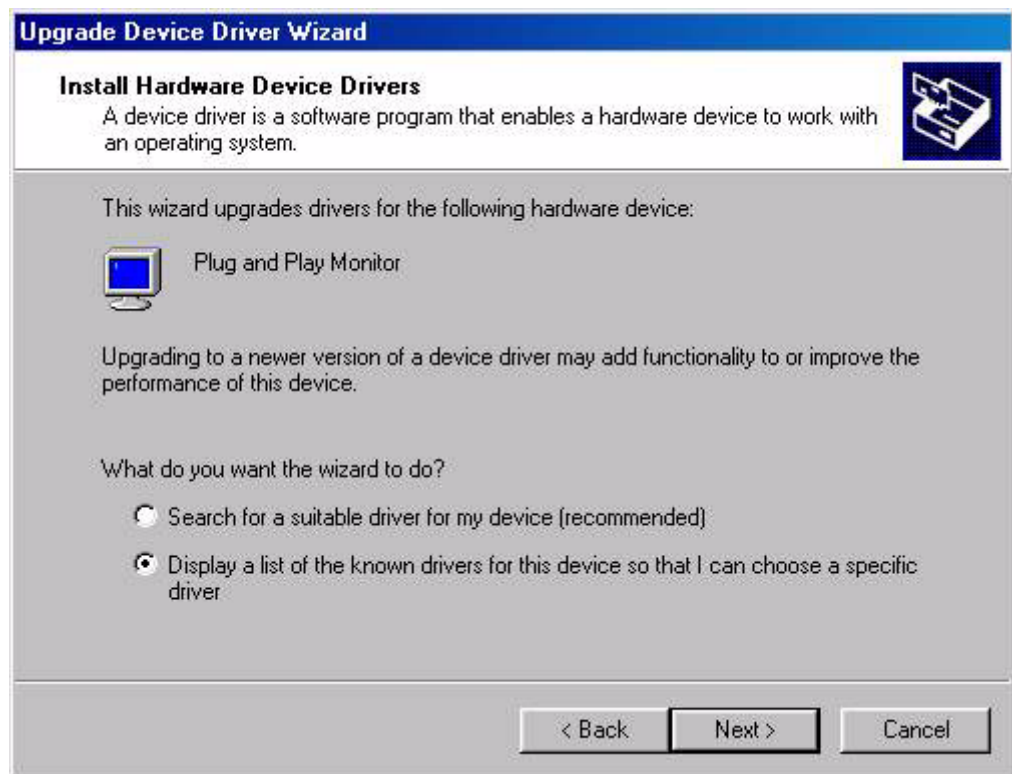 Upgrade Device Driver Wizard
Install Hardware Device Drivers
A device driver is a software program that enables a hardware device to work with
an operating system.
This wizard upgrades drivers for the following hardware device:
Plug and Play Monitor
Upgrading to a newer version of a device driver may add functionality to or improve the
performance of this device.
What do you want the wizard to do?
Search for a suitable driver for my device (recommended)
Display a list of the known drivers for this device so that I can choose a specific
driver
< Back Next > Cancel